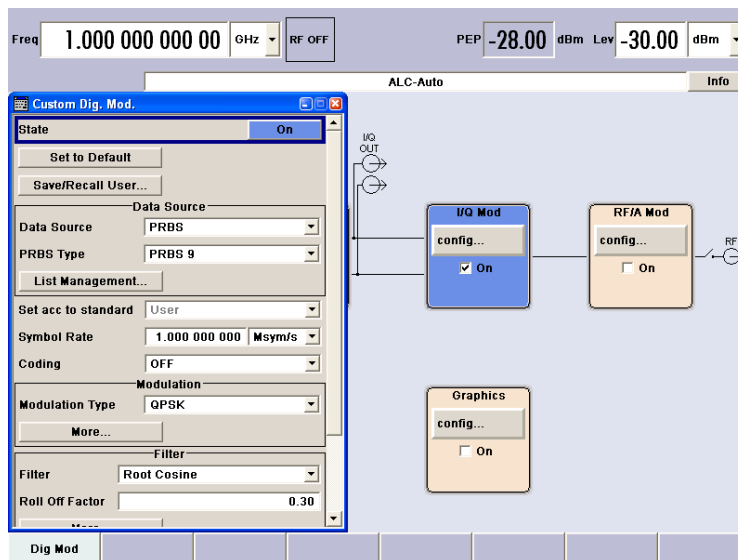 Freq 1.000 000 000 00 GHz RF OFF PEP -28.00 dBm Lev -30.00 dBm
ALC-Auto Info
Custom Dig. Mod.
State On
Set to Default
Save/Recall User...
Data Source
Data Source PRBS
PRBS Type PRBS 9
List Management...
Set acc to standard User
Symbol Rate 1.000 000 000 Msym/s
Coding OFF
Modulation
Modulation Type QPSK
More...
Filter
Filter Root Cosine
Roll Off Factor 0.30
I/Q
OUT
I/Q Mod
config...
On
RF/A Mod
config...
On
RF
Graphics
config...
On
Dig Mod